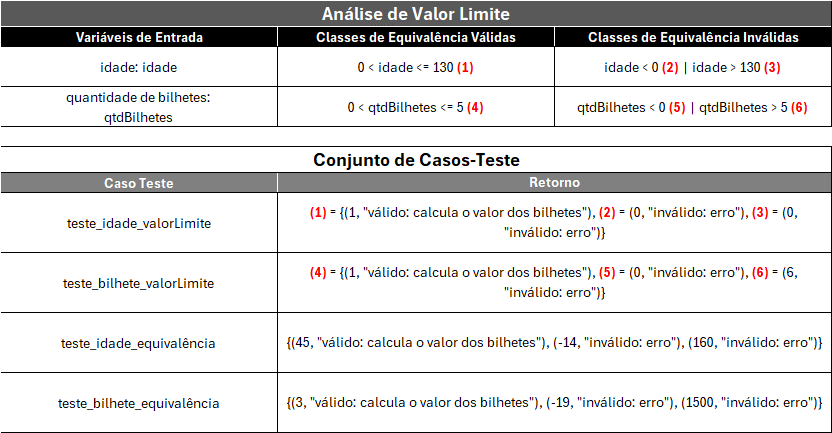 Análise de Valor Limite
Variáveis de Entrada
Classes de Equivalência Válidas
Classes de Equivalência Inválidas
idade: idade
0 < idade <= 130 (1)
idade < 0 (2) | idade > 130 (3)
quantidade de bilhetes:
qtdBilhetes
0 < qtdBilhetes <= 5 (4)
qtdBilhetes < 0 (5) | qtdBilhetes > 5 (6)
Conjunto de Casos-Teste
Caso Teste
Retorno
teste_idade_valorLimite
(1) = {(1, "válido: calcula o valor dos bilhetes"), (2) = (0, "inválido: erro"), (3) = (0,
"inválido: erro")}
teste_bilhete_valorLimite
(4) = {(1, "válido: calcula o valor dos bilhetes"), (5) = (0, "inválido: erro"), (6) = (6,
"inválido: erro")}
teste_idade_equivalência
{(45, "válido: calcula o valor dos bilhetes"), (-14, "inválido: erro"), (160, "inválido: erro")}
teste_bilhete_equivalência
{(3, "válido: calcula o valor dos bilhetes"), (-19, "inválido: erro"), (1500, "inválido: erro")}